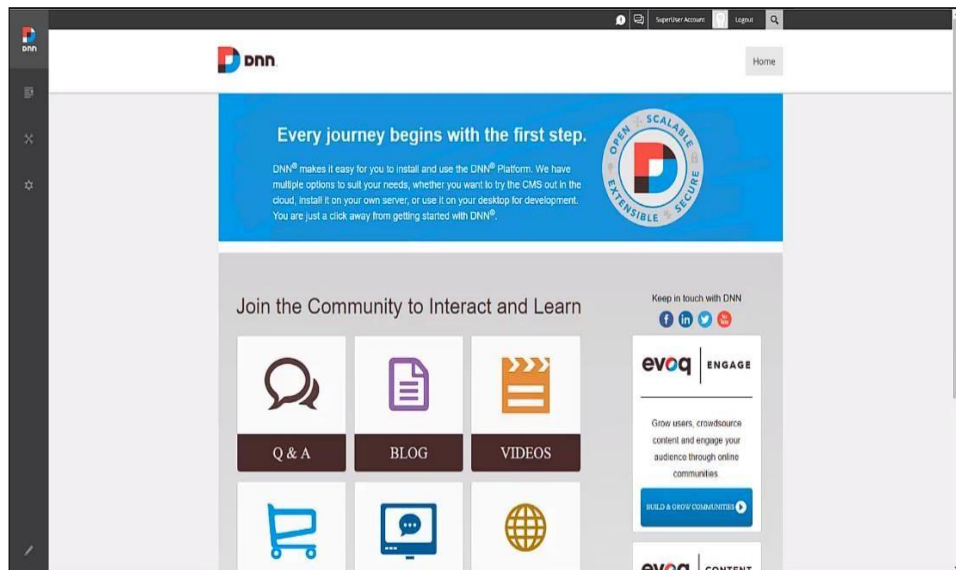 SuperUser Account Logout
DNN
DNN
Home
Every journey begins with the first step.
DNN® makes it easy for you to install and use the DNN® Platform. We have
multiple options to suit your needs, whether you want to try the CMS out in the
cloud, install it on your own server, or use it on your desktop for development.
You are just a click away from getting started with DNN®.
OPEN SCALABLE
EXTENSIBLE SECURE
Join the Community to Interact and Learn
Keep in touch with DNN
evoq ENGAGE
Grow users, crowdsource
content and engage your
audience through online
communities
BUILD & GROW COMMUNITIES
Q & A
BLOG
VIDEOS
evoq CONTENT